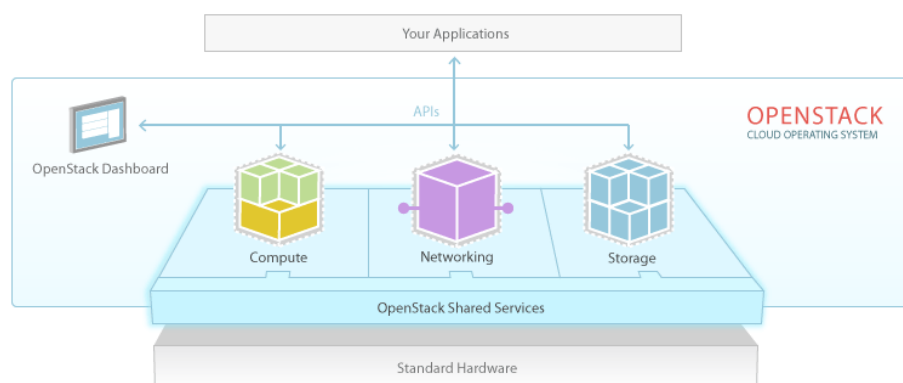 Your Applications
APIs
OPENSTACK
CLOUD OPERATING SYSTEM
OpenStack Dashboard
Compute
Networking
Storage
OpenStack Shared Services
Standard Hardware